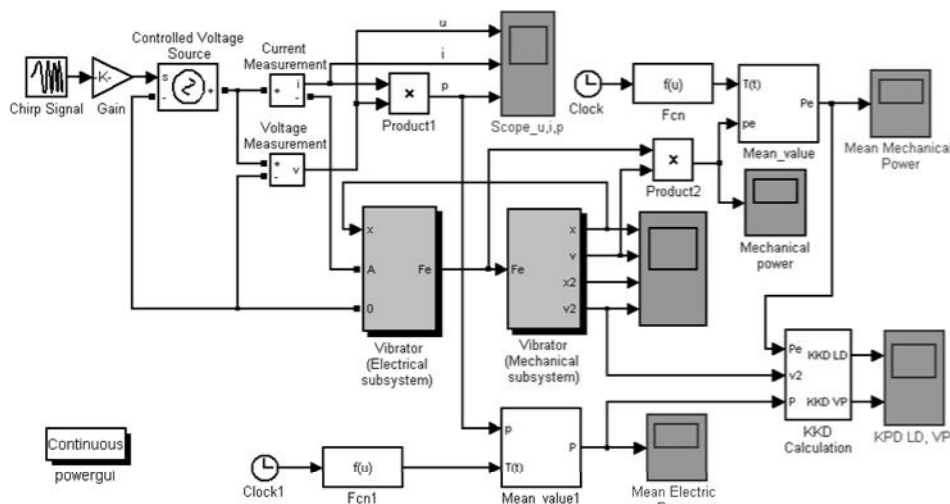 Chirp Signal
-K-
Gain
Controlled Voltage
Source
s
+
-
Current
Measurement
+
-
i
Voltage
Measurement
+
-
v
u
i
p
×
Product1
Scope_u,i,p
Clock
f(u)
Fcn
T(t)
pe
Pe
Mean_value
Mean Mechanical
Power
×
Product2
Mechanical
power
x
A
0
Fe
Vibrator
(Electrical
subsystem)
Fe
x
v
x2
v2
Vibrator
(Mechanical
subsystem)
Pe
v2
P
KKD LD
KKD VP
KKD
Calculation
KPD LD, VP
Continuous
powergui
Clock1
f(u)
Fcn1
p
T(t)
P
Mean_value1
Mean Electric